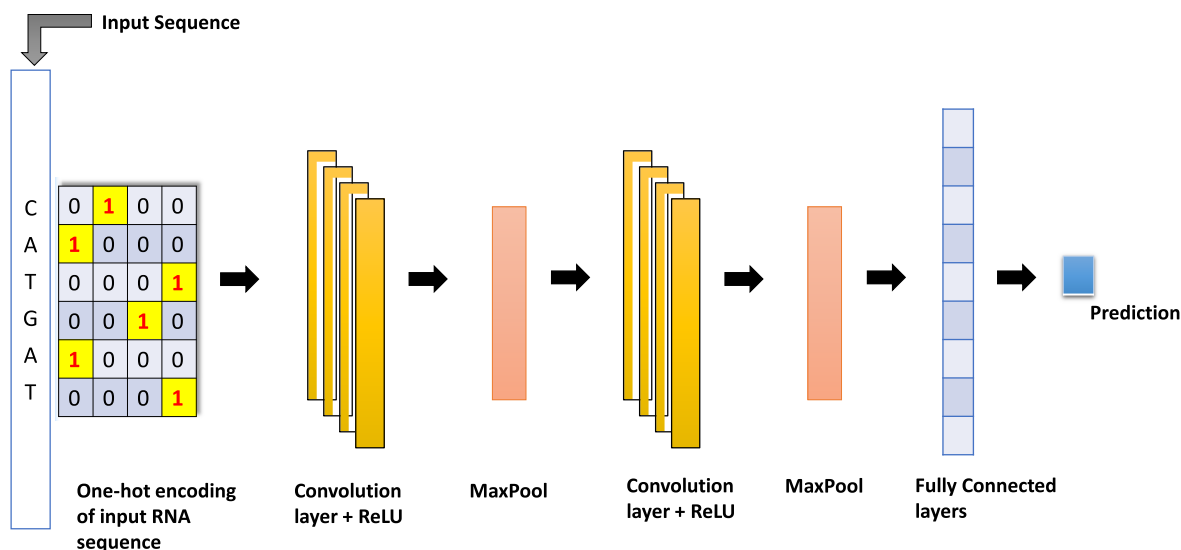 Input Sequence
C 0 1 0 0
A 1 0 0 0
T 0 0 0 1
G 0 0 1 0
A 1 0 0 0
T 0 0 0 1
One-hot encoding
of input RNA
sequence
Convolution
layer + ReLU
MaxPool
Convolution
layer + ReLU
MaxPool
Fully Connected
layers
Prediction